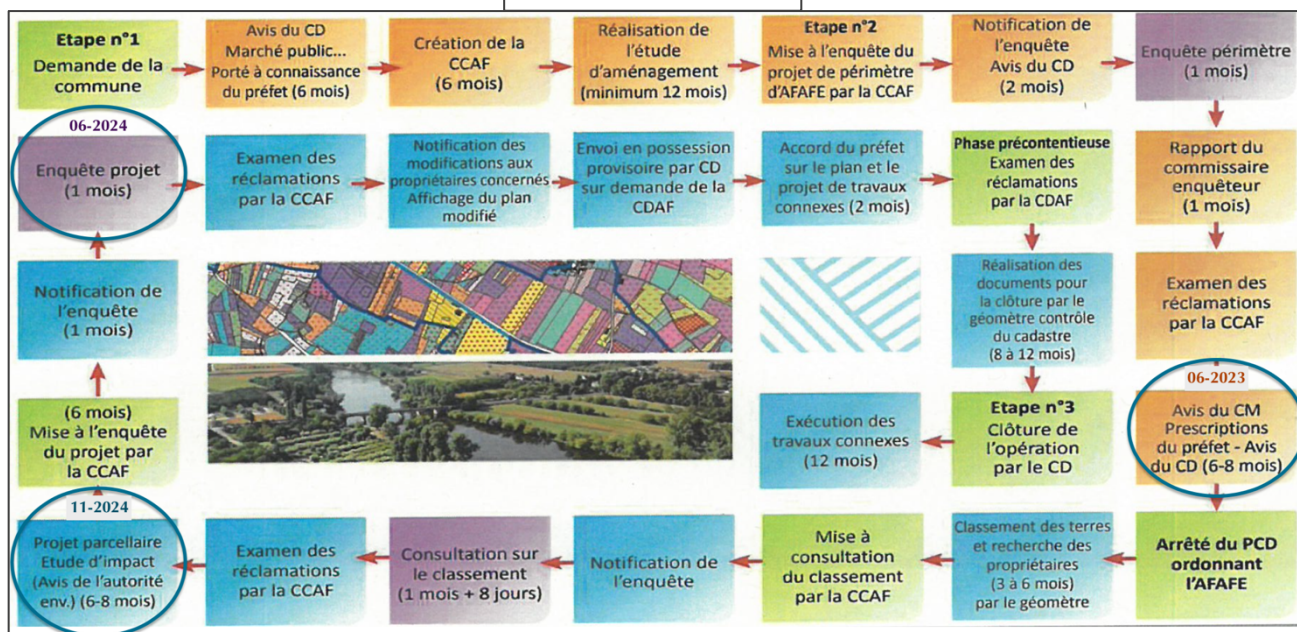 Etape n°1
Demande de la
commune
Avis du CD
Marché public...
Porté à connaissance
du préfet (6 mois)
Création de la
CCAF
(6 mois)
Réalisation de
l'étude
d'aménagement
(minimum 12 mois)
Etape n°2
Mise à l'enquête du
projet de périmètre
d'AFAFE par la CCAF
Notification de
l'enquête
Avis du CD
(2 mois)
Enquête périmètre
(1 mois)
06-2024
Enquête projet
(1 mois)
Examen des
réclamations
par la CCAF
Notification des
modifications aux
propriétaires concernés
Affichage du plan
modifié
Envoi en possession
provisoire par CD
sur demande de la
CDAF
Accord du préfet
sur le plan et le
projet de travaux
connexes (2 mois)
Phase précontentieuse
Examen des
réclamations
par la CDAF
Rapport du
commissaire
enquêteur
(1 mois)
Notification de
l'enquête
(1 mois)
Réalisation des
documents pour
la clôture par le
géomètre contrôle
du cadastre
(8 à 12 mois)
Examen des
réclamations
par la CCAF
(6 mois)
Mise à l'enquête
du projet par
la CCAF
Exécution des
travaux connexes
(12 mois)
Etape n°3
Clôture de
l'opération
par le CD
06-2023
Avis du CM
Prescriptions
du préfet - Avis
du CD (6-8 mois)
11-2024
Projet parcellaire
Etude d'impact
(Avis de l'autorité
env.) (6-8 mois)
Examen des
réclamations
par la CCAF
Consultation sur
le classement
(1 mois + 8 jours)
Notification
de l'enquête
Mise à
consultation
du classement
par la CCAF
Classement des terres
et recherche des
propriétaires
(3 à 6 mois)
par le géomètre
Arrêté du PCD
ordonnant
l'AFAFE